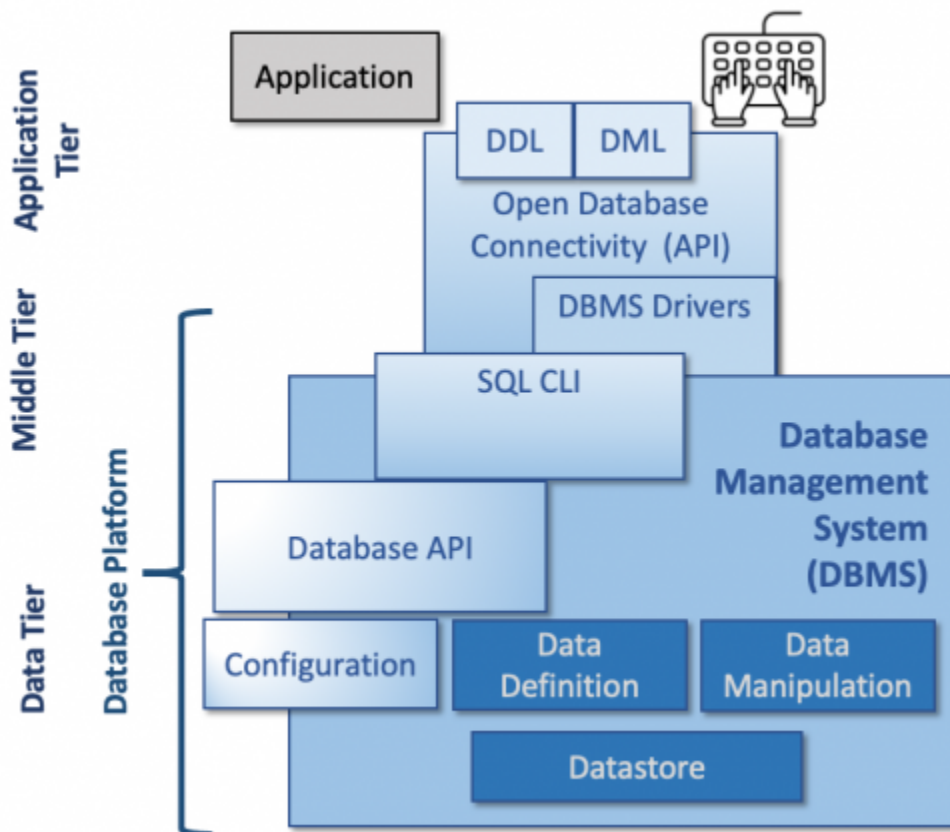 Application
Tier
Middle Tier
Data Tier
Database Platform
Application
DDL
DML
Open Database
Connectivity (API)
DBMS Drivers
SQL CLI
Database
Management
System
(DBMS)
Database API
Configuration
Data
Definition
Data
Manipulation
Datastore